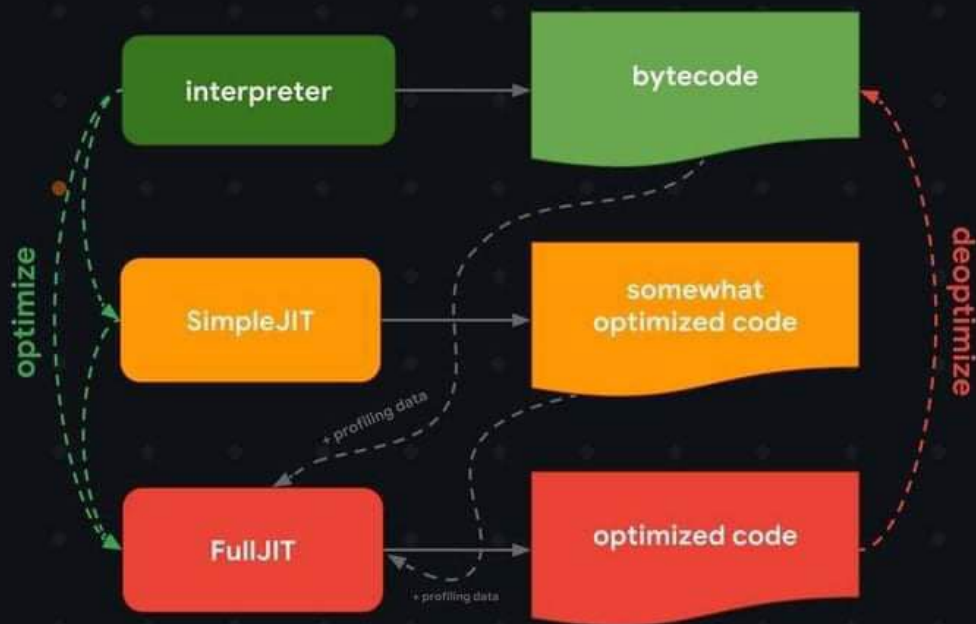 interpreter
bytecode
optimize
deoptimize
SimpleJIT
somewhat
optimized code
+ profiling data
FullJIT
optimized code
+ profiling data